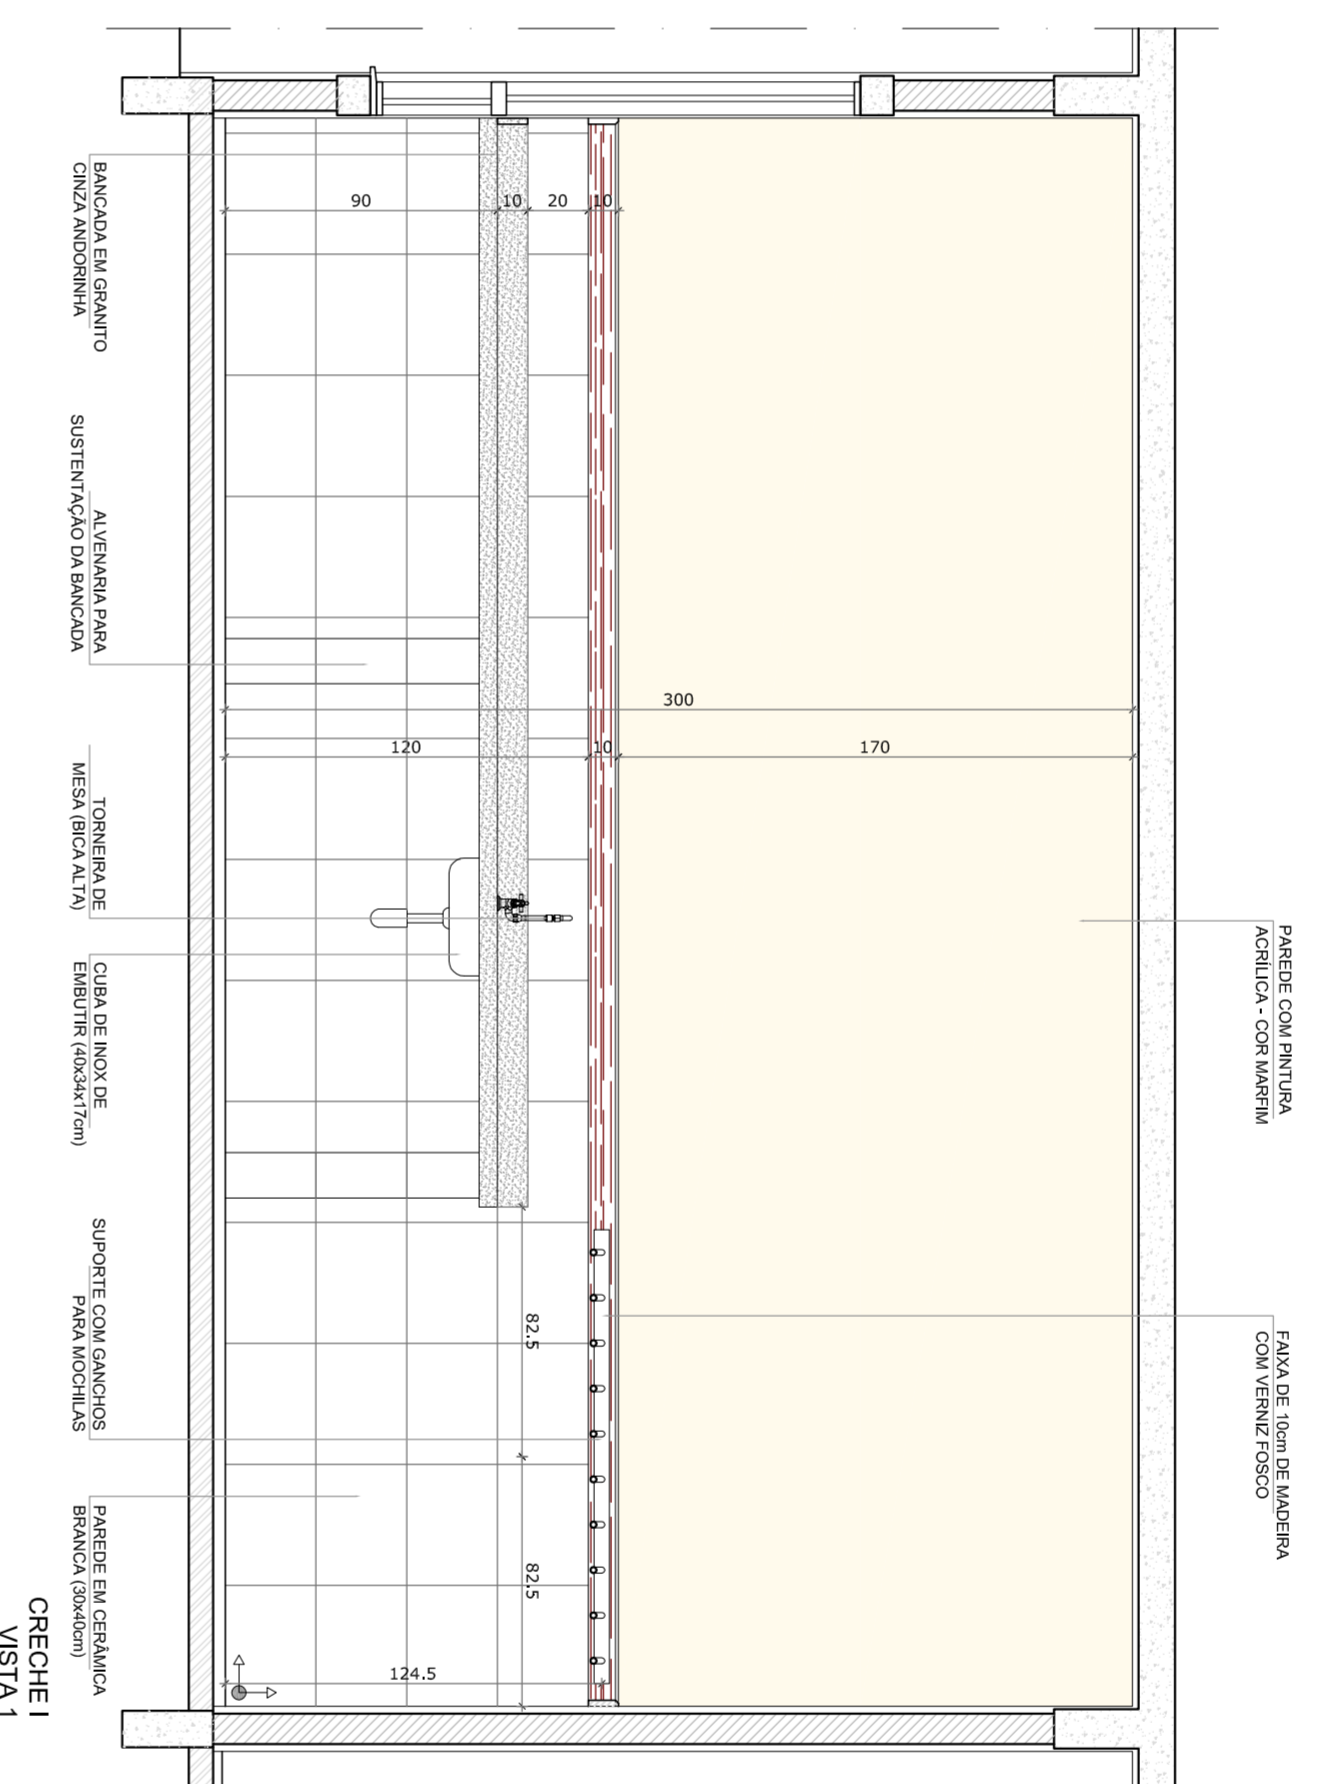 PAREDE COM PINTURA
ACRÍLICA - COR MARFIM
FAIXA DE 10cm DE MADEIRA
COM VERNIZ FOSCO
90
10
20
10
300
120
10
170
82.5
82.5
124.5
BANCADA EM GRANITO
CINZA ANDORINHA
ALVENARIA PARA
SUSTENTAÇÃO DA BANCADA
TORNEIRA DE
MESA (BICA ALTA)
CUBA DE INOX DE
EMBUTIR (40x34x17cm)
SUPORTE COM GANCHOS
PARA MOCHILAS
PAREDE EM CERÂMICA
BRANCA (30x40cm)
CRECHE I
VISTA 1